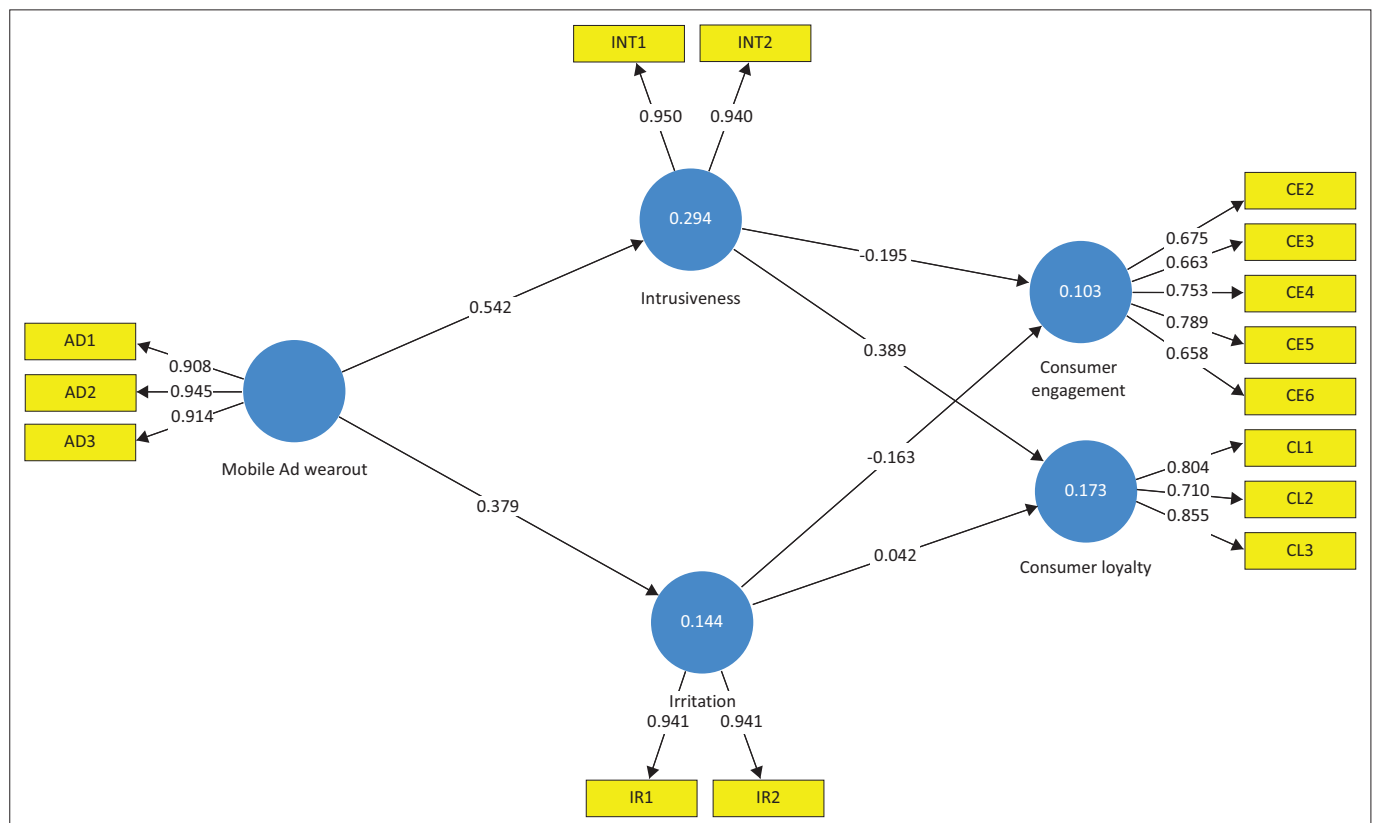 INT1
INT2
0.950
0.940
0.294
Intrusiveness
0.542
-0.195
0.389
AD1
AD2
AD3
0.908
0.945
0.914
Mobile Ad wearout
0.379
-0.163
0.042
0.103
Consumer
engagement
0.675
0.663
0.753
0.789
0.658
CE2
CE3
CE4
CE5
CE6
0.173
Consumer loyalty
0.804
0.710
0.855
CL1
CL2
CL3
0.144
Irritation
0.941
0.941
IR1
IR2